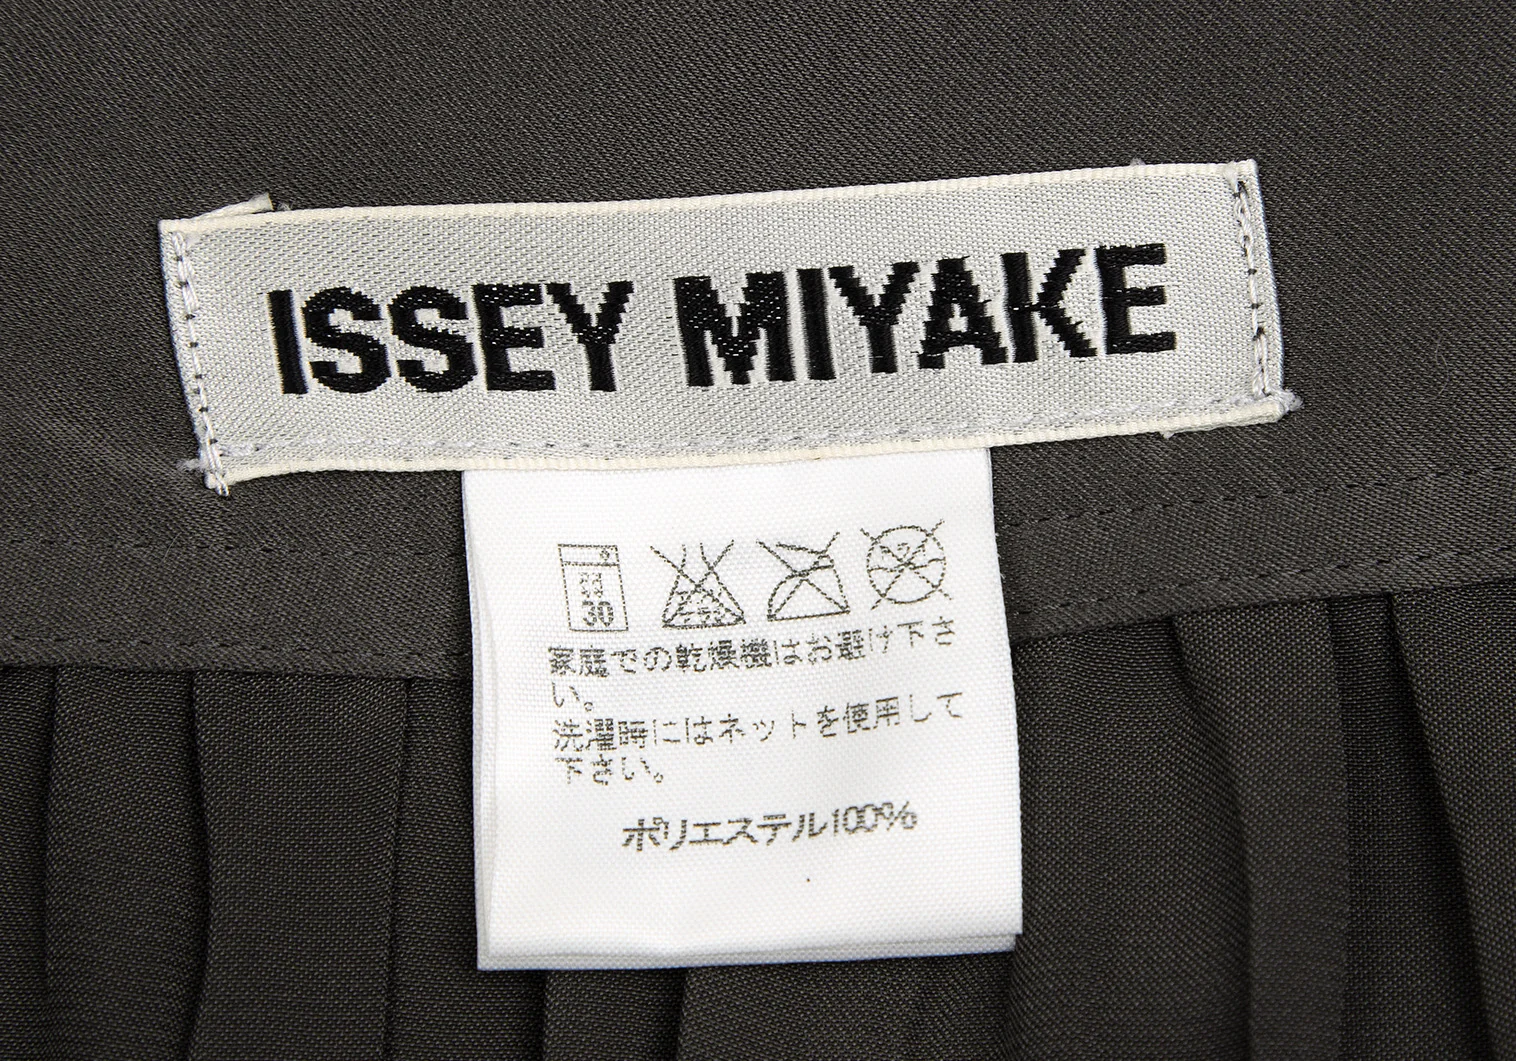 ISSEY MIYAKE
30
家庭での乾燥機はお避け下さ
い。
洗濯時にはネットを使用して
下さい。
ポリエステル100%